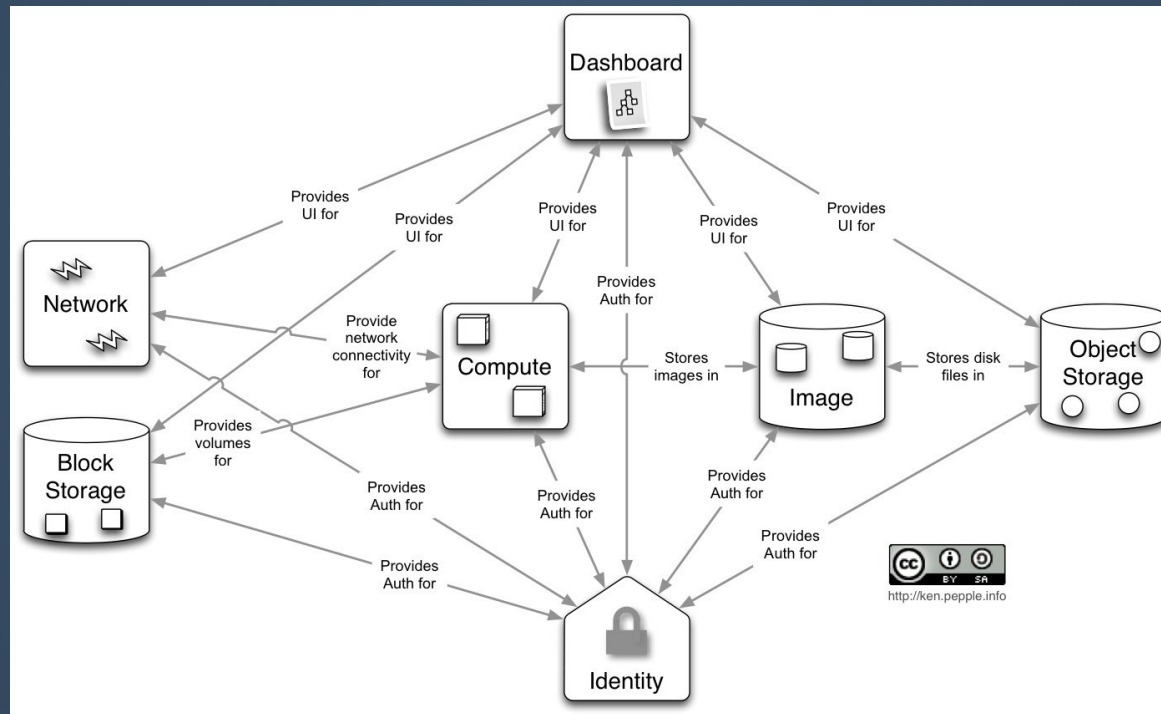 Dashboard
Provides
UI for
Provides
UI for
Provides
UI for
Provides
UI for
Provides
UI for
Provides
Auth for
Network
Provide
network
connectivity
for
Compute
Stores
images in
Image
Stores disk
files in
Object
Storage
Provides
volumes
for
Block
Storage
Provides
Auth for
Provides
Auth for
Provides
Auth for
Provides
Auth for
Provides
Auth for
Identity
cc
BY SA
http://ken.pepple.info